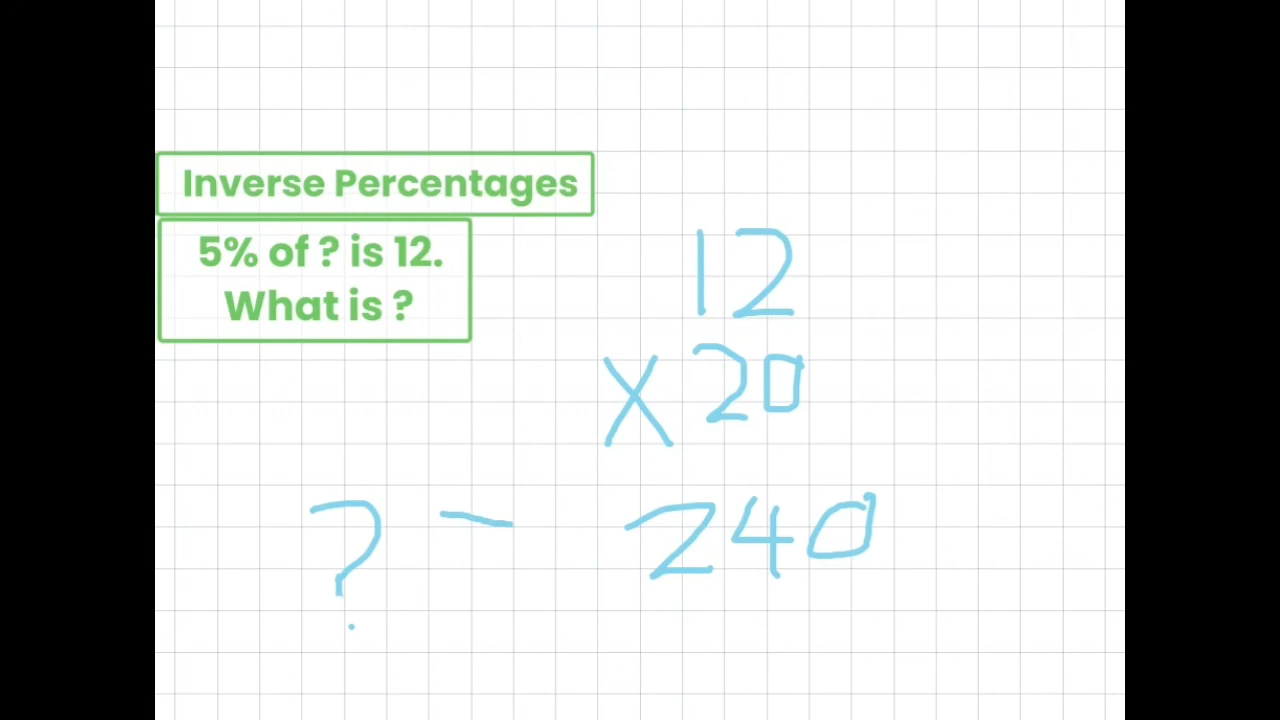 Inverse Percentages
5% of ? is 12.
What is ?
12
X 20
? - 240